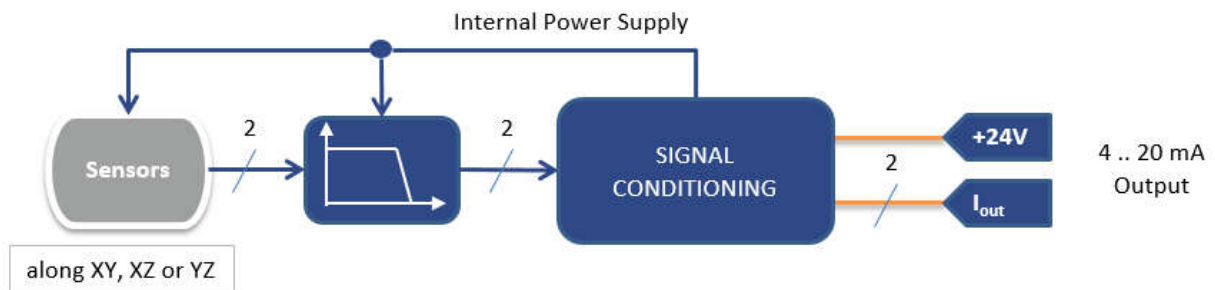 Internal Power Supply
Sensors
2
2
SIGNAL
CONDITIONING
2
+24V
Iout
4 .. 20 mA
Output
along XY, XZ or YZ